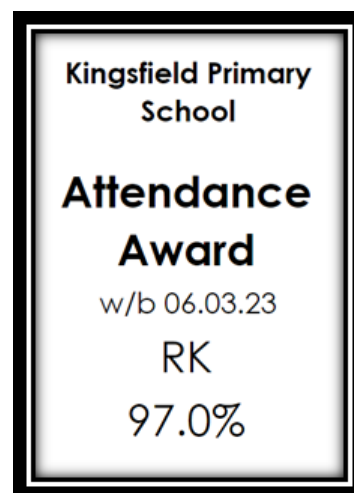 Kingsfield Primary
School
Attendance
Award
w/b 06.03.23
RK
97.0%